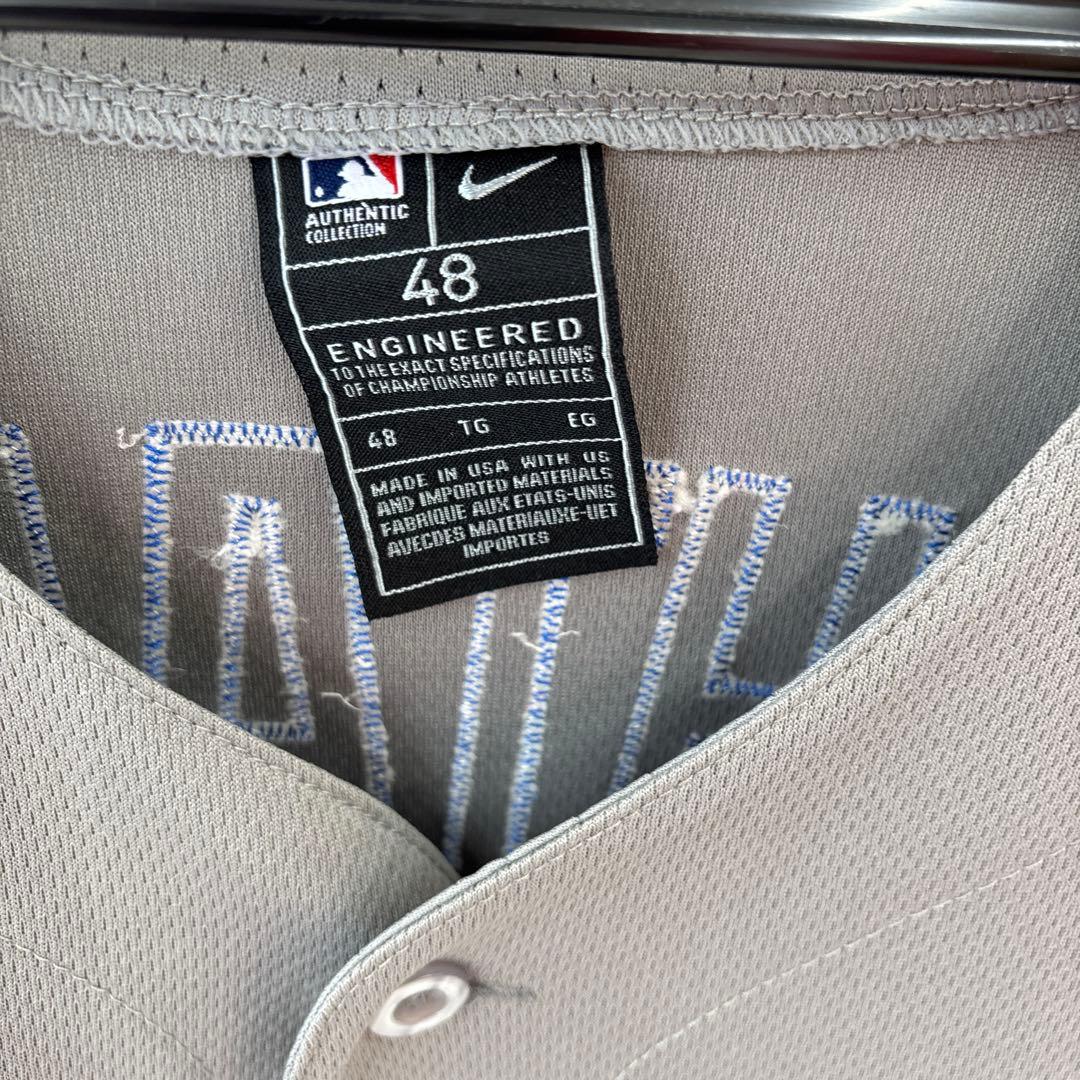 AUTHENTIC
COLLECTION
48
ENGINEERED
TO THE EXACT SPECIFICATIONS
OF CHAMPIONSHIP ATHLETES
48 TG EG
MADE IN USA WITH US
AND IMPORTED MATERIALS
FABRIQUE AUX ETATS-UNIS
AVECDES MATERIAUXE-UET
IMPORTES